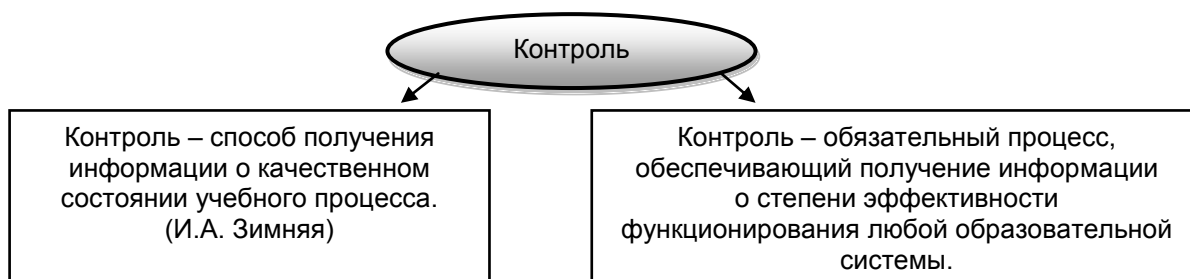 Контроль
Контроль – способ получения
информации о качественном
состоянии учебного процесса.
(И.А. Зимняя)
Контроль – обязательный процесс,
обеспечивающий получение информации
о степени эффективности
функционирования любой образовательной
системы.